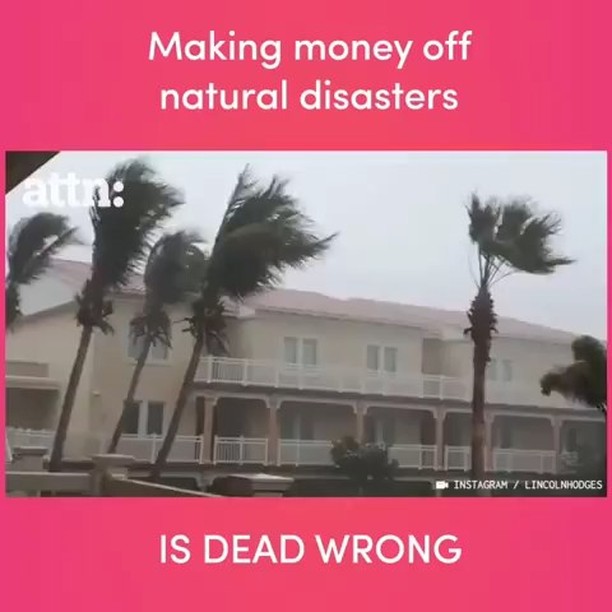 Making money off
natural disasters
attn:
INSTAGRAM / LINCOLNHODGES
IS DEAD WRONG